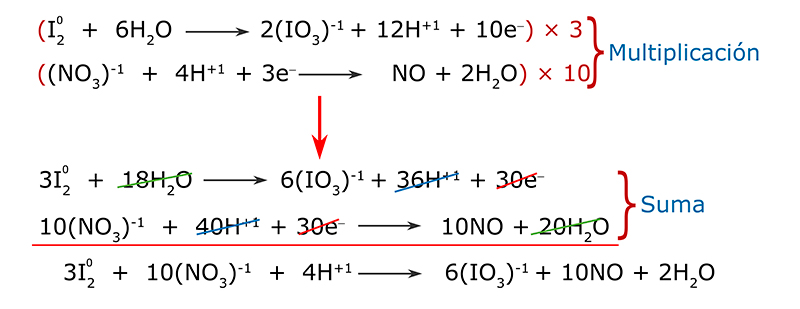 (I₂⁰ + 6H₂O ⟶ 2(IO₃)⁻¹ + 12H⁺¹ + 10e⁻) × 3
((NO₃)⁻¹ + 4H⁺¹ + 3e⁻ ⟶ NO + 2H₂O) × 10
Multiplicación
3I₂⁰ + 18H₂O ⟶ 6(IO₃)⁻¹ + 36H⁺¹ + 30e⁻
10(NO₃)⁻¹ + 40H⁺¹ + 30e⁻ ⟶ 10NO + 20H₂O
Suma
3I₂⁰ + 10(NO₃)⁻¹ + 4H⁺¹ ⟶ 6(IO₃)⁻¹ + 10NO + 2H₂O